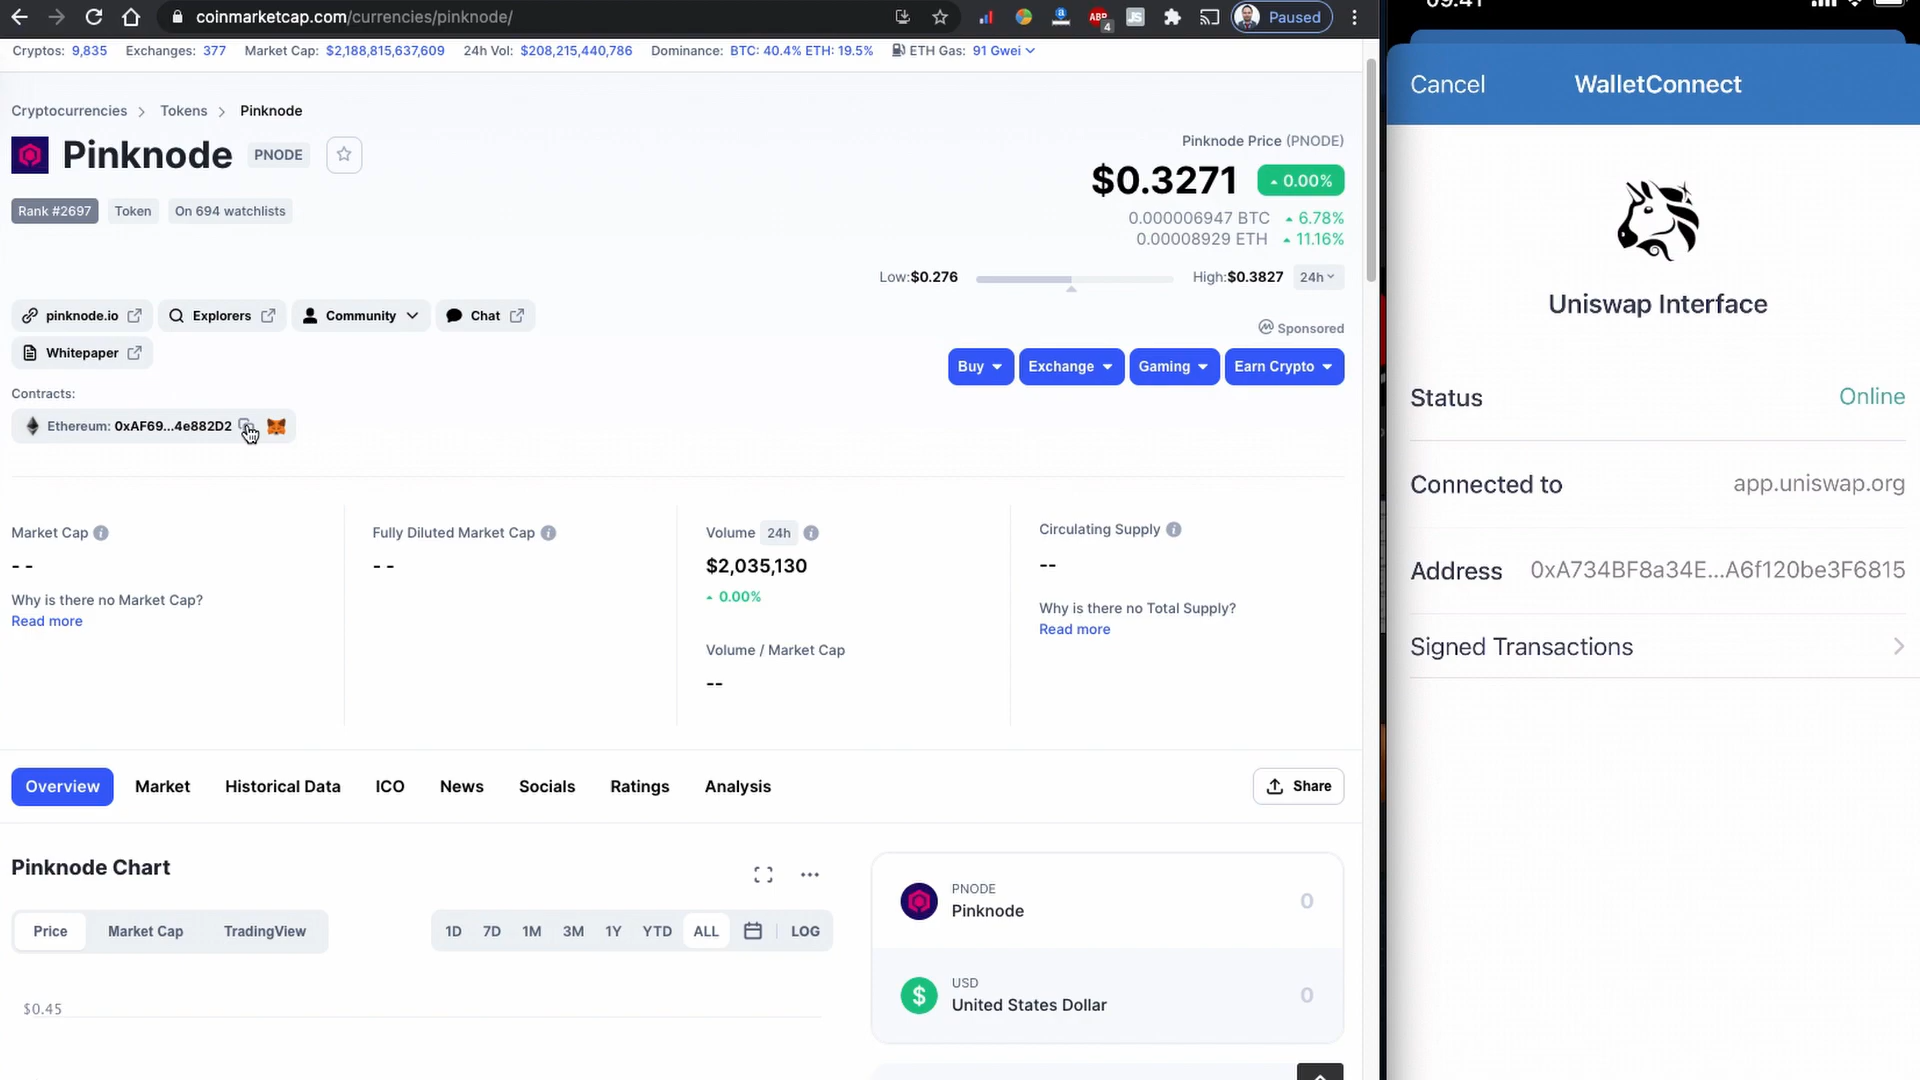 coinmarketcap.com/currencies/pinknode/
ABP
4
JS
Paused
Cryptos: 9,835 Exchanges: 377 Market Cap: $2,188,815,637,609 24h Vol: $208,215,440,786 Dominance: BTC: 40.4% ETH: 19.5% ETH Gas: 91 Gwei
Cryptocurrencies Tokens Pinknode
Pinknode PNODE
Rank #2697 Token On 694 watchlists
Pinknode Price (PNODE)
$0.3271 0.00%
0.000006947 BTC 6.78%
0.00008929 ETH 11.16%
Low:$0.276 High:$0.3827 24h
pinknode.io Explorers Community Chat
Whitepaper
Sponsored
Buy Exchange Gaming Earn Crypto
Contracts:
Ethereum: 0xAF69...4e882D2
Market Cap
- -
Why is there no Market Cap?
Read more
Fully Diluted Market Cap
- -
Volume 24h
$2,035,130
0.00%
Volume / Market Cap
--
Circulating Supply
--
Why is there no Total Supply?
Read more
Overview Market Historical Data ICO News Socials Ratings Analysis Share
Pinknode Chart
Price Market Cap TradingView
1D 7D 1M 3M 1Y YTD ALL LOG
$0.45
PNODE
Pinknode 0
USD
United States Dollar 0
09:41
Cancel WalletConnect
Uniswap Interface
Status Online
Connected to app.uniswap.org
Address 0xA734BF8a34E...A6f120be3F6815
Signed Transactions